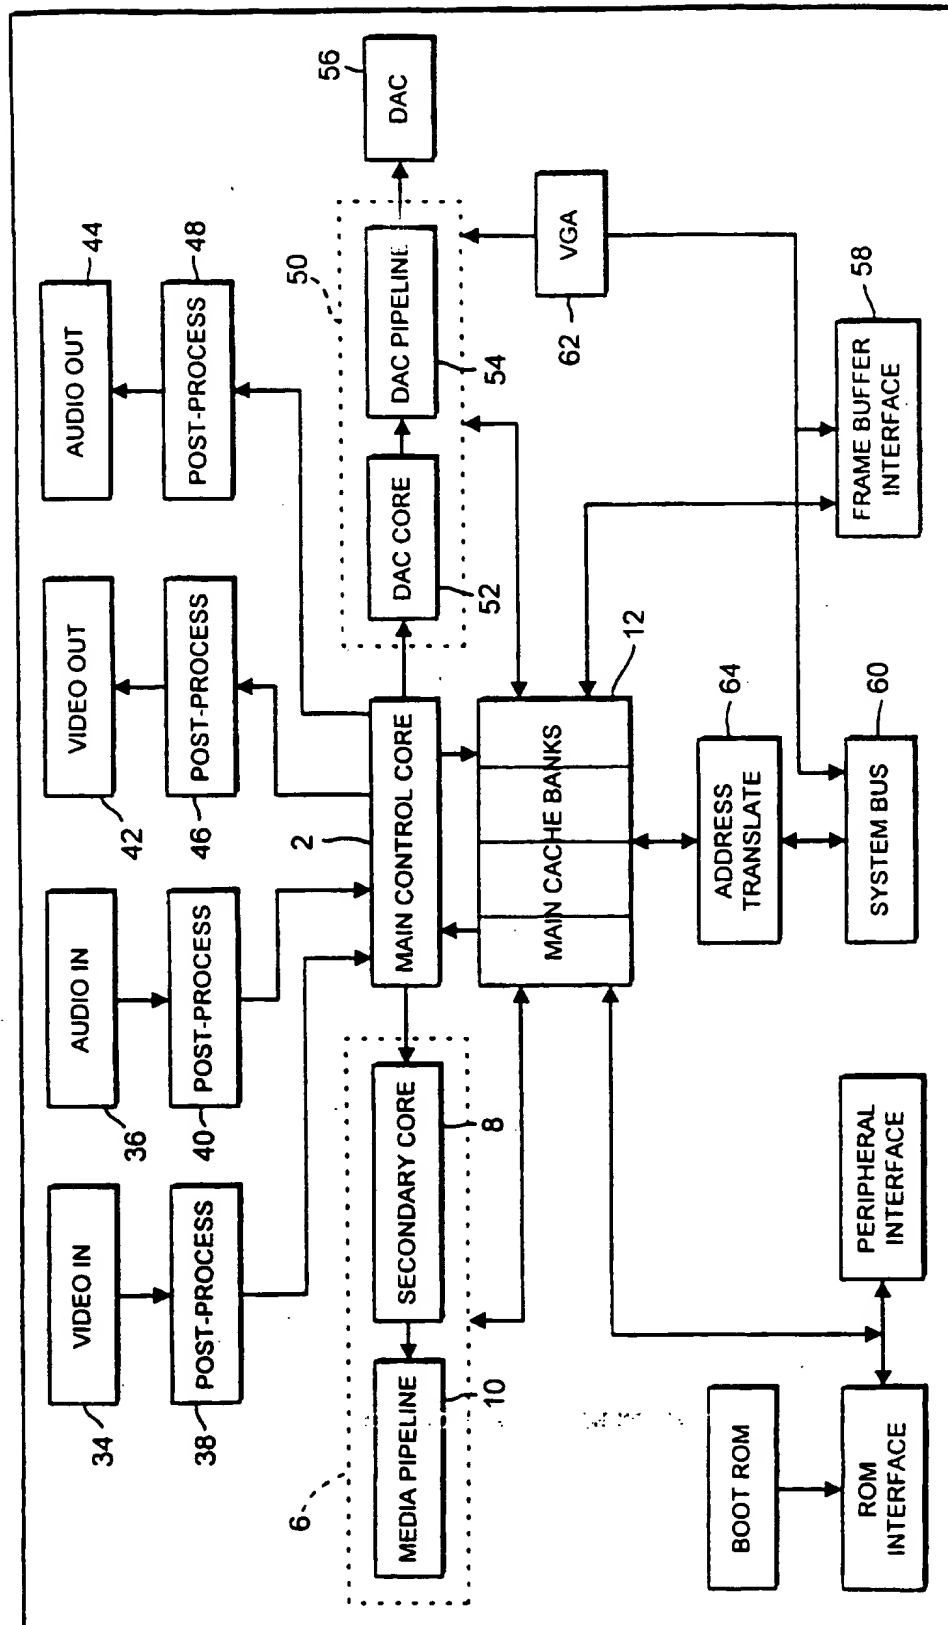 34
VIDEO IN
36
AUDIO IN
VIDEO OUT
42
AUDIO OUT
44
38
POST-PROCESS
40
POST-PROCESS
46
POST-PROCESS
POST-PROCESS
48
6
50
MEDIA PIPELINE
10
SECONDARY CORE
8
2
MAIN CONTROL CORE
DAC CORE
52
DAC PIPELINE
54
DAC
56
MAIN CACHE BANKS
12
VGA
62
BOOT ROM
ADDRESS
TRANSLATE
64
ROM
INTERFACE
PERIPHERAL
INTERFACE
SYSTEM BUS
60
FRAME BUFFER
INTERFACE
58